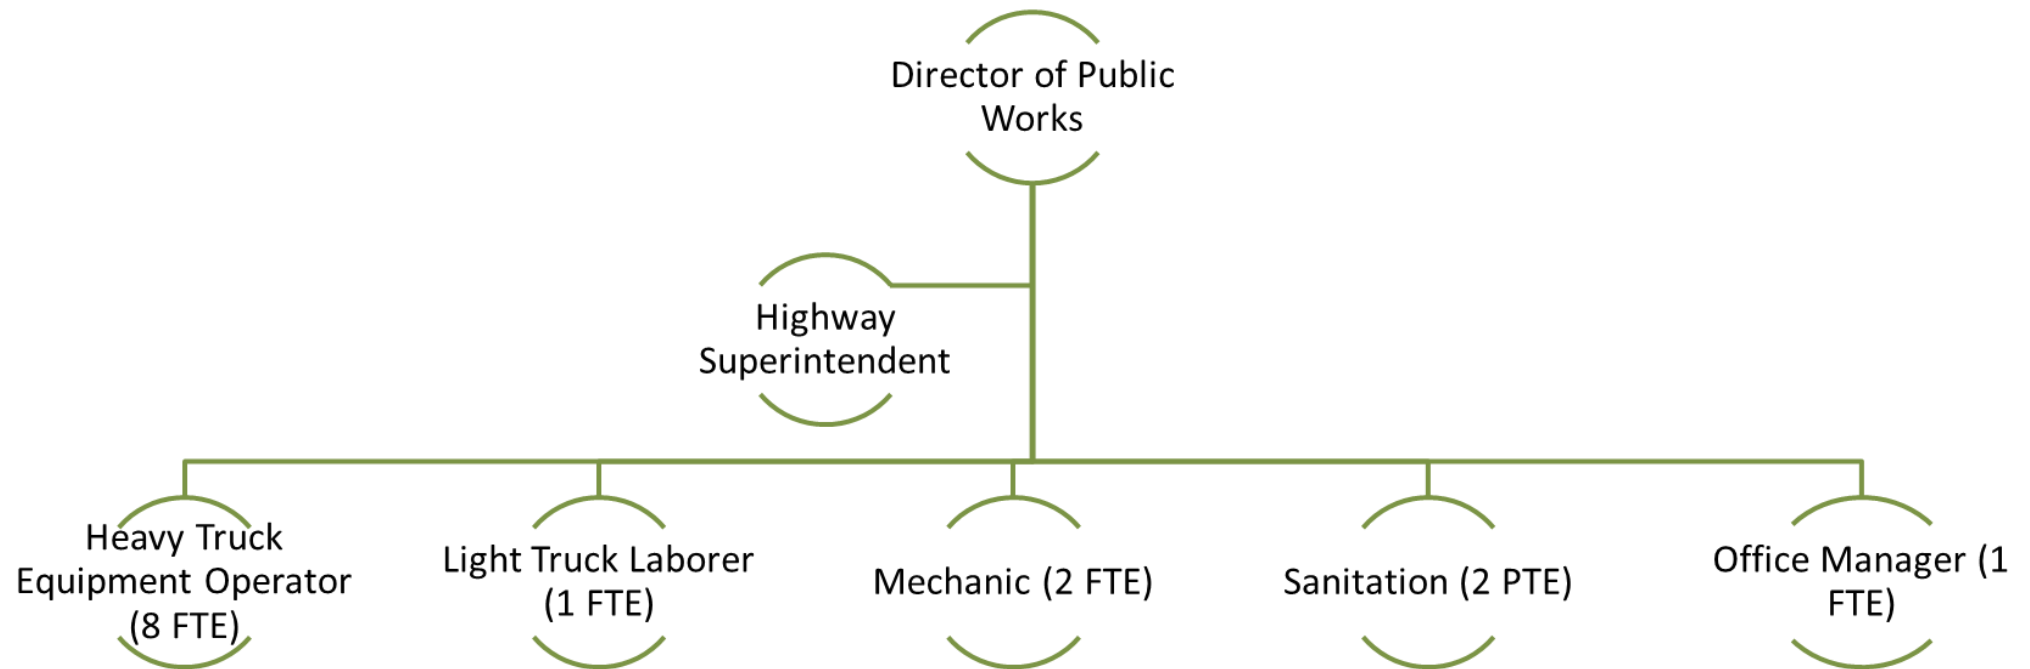 Director of Public
Works
Highway
Superintendent
Heavy Truck
Equipment Operator
(8 FTE)
Light Truck Laborer
(1 FTE)
Mechanic (2 FTE)
Sanitation (2 PTE)
Office Manager (1
FTE)